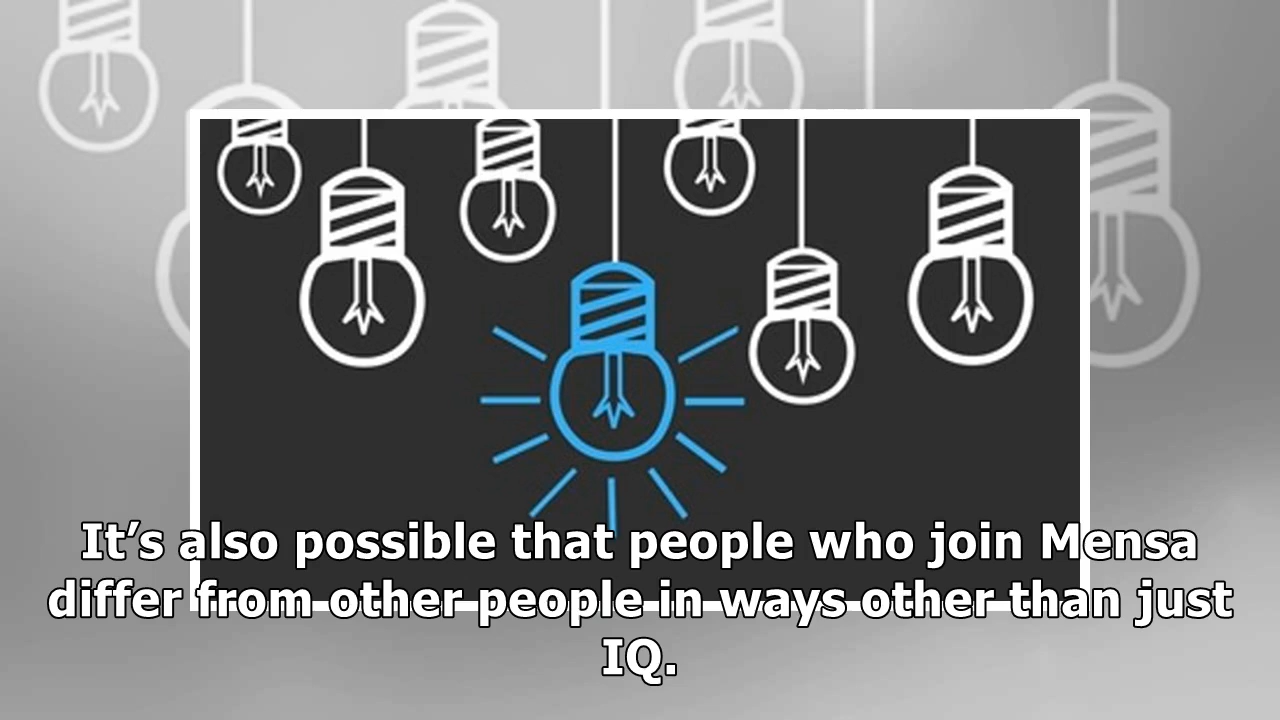 It’s also possible that people who join Mensa
differ from other people in ways other than just
IQ.